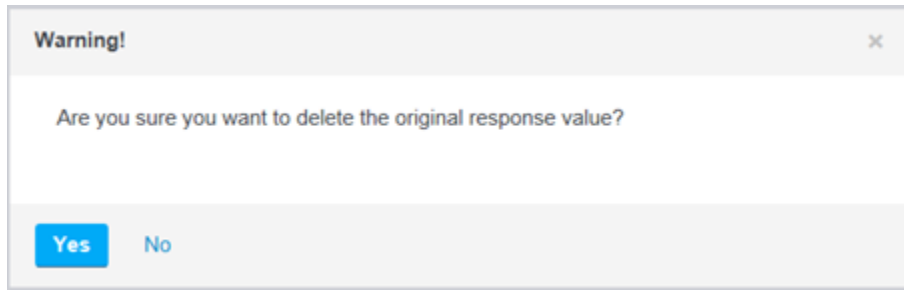 Warning!
Are you sure you want to delete the original response value?
Yes No